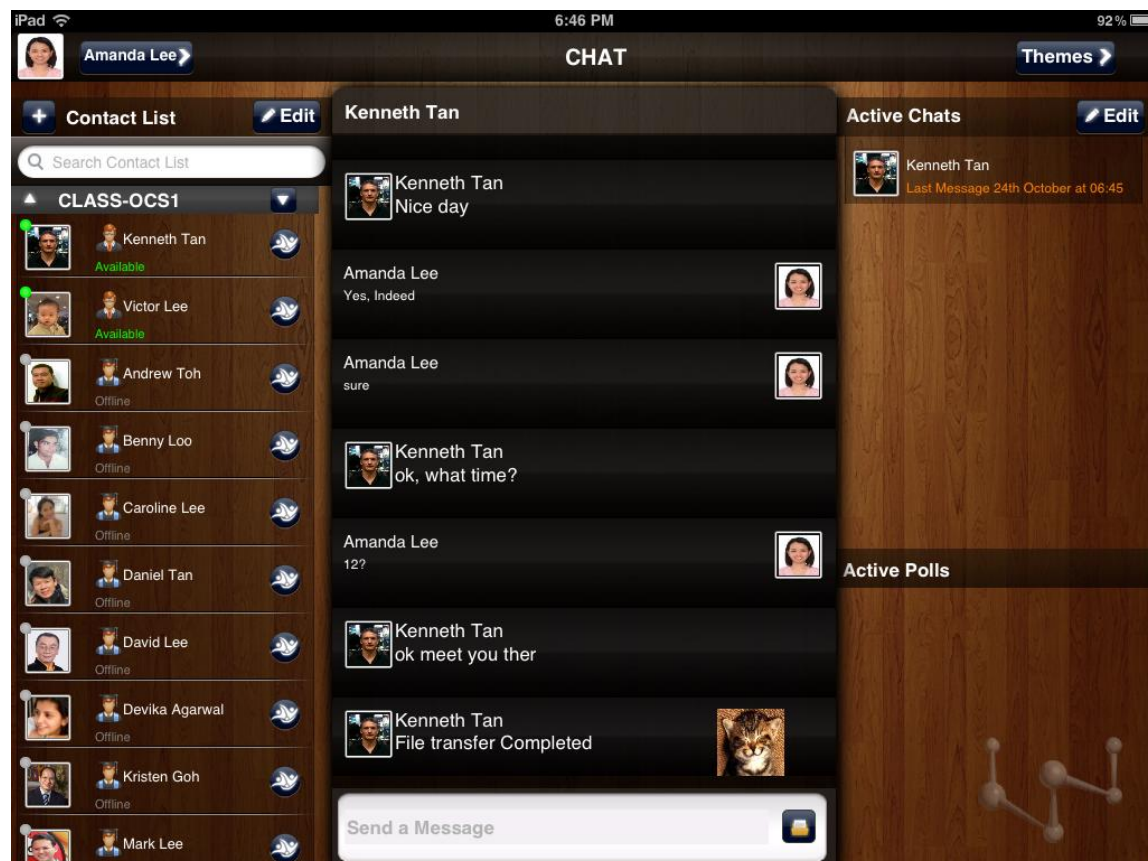 iPad 6:46 PM 92%
Amanda Lee CHAT Themes
Contact List Edit
Search Contact List
CLASS-OCS1
Kenneth Tan
Available
Victor Lee
Available
Andrew Toh
Offline
Benny Loo
Offline
Caroline Lee
Offline
Daniel Tan
Offline
David Lee
Offline
Devika Agarwal
Offline
Kristen Goh
Offline
Mark Lee
Kenneth Tan
Kenneth Tan
Nice day
Amanda Lee
Yes, Indeed
Amanda Lee
sure
Kenneth Tan
ok, what time?
Amanda Lee
12?
Kenneth Tan
ok meet you ther
Kenneth Tan
File transfer Completed
Send a Message
Active Chats Edit
Kenneth Tan
Last Message 24th October at 06:45
Active Polls